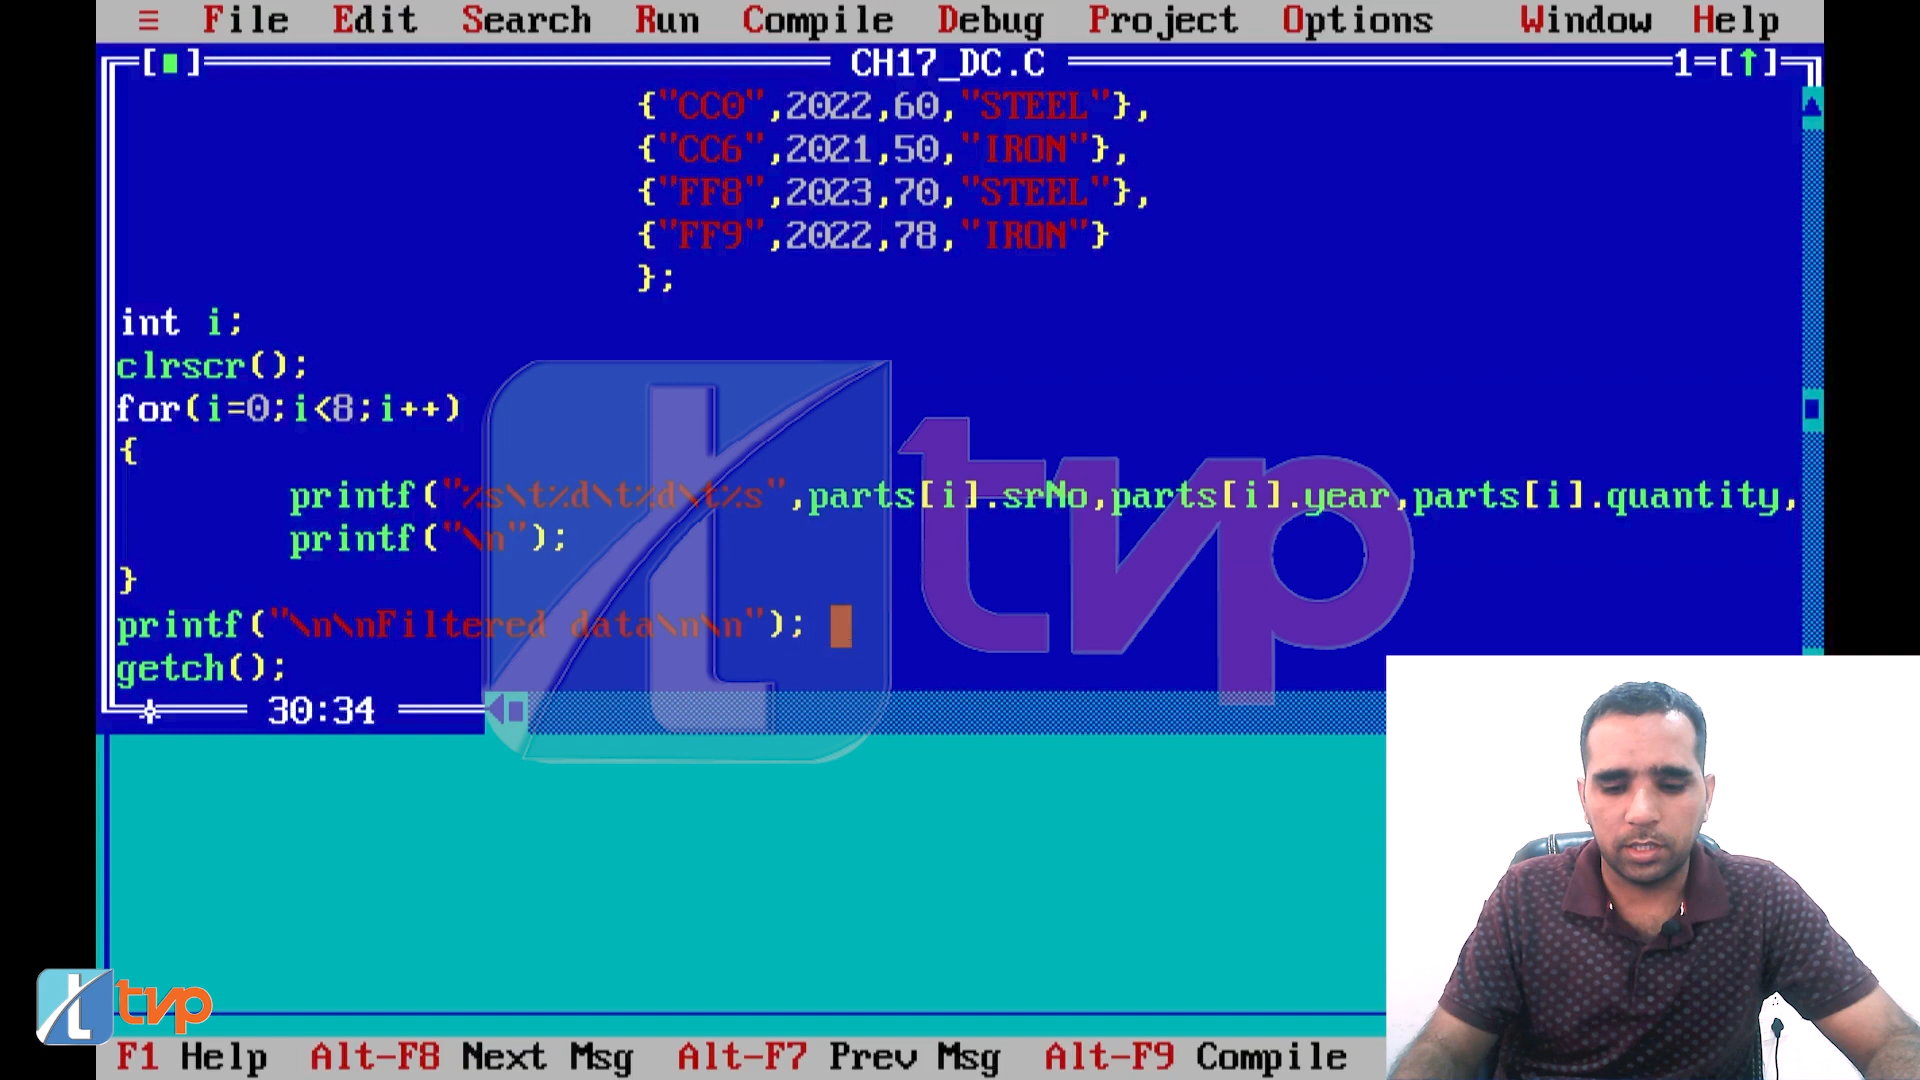 ≡ File Edit Search Run Compile Debug Project Options Window Help
[■] CH17_DC.C 1=[↑]
{"CC0",2022,60,"STEEL"},
{"CC6",2021,50,"IRON"},
{"FF8",2023,70,"STEEL"},
{"FF9",2022,78,"IRON"}
};
int i;
clrscr();
for(i=0;i<8;i++)
{
printf("%s\t%d\t%d\t%s",parts[i].srNo,parts[i].year,parts[i].quantity,
printf("\n");
}
printf("\n\nFiltered data\n\n");
getch();
30:34
tvp
tvp
F1 Help Alt-F8 Next Msg Alt-F7 Prev Msg Alt-F9 Compile